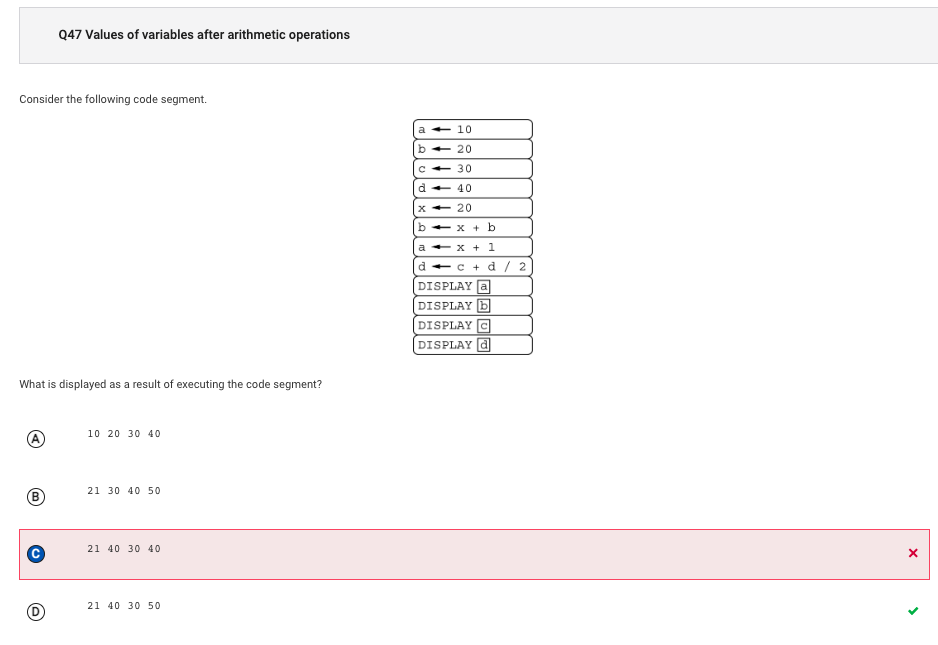 Q47 Values of variables after arithmetic operations
Consider the following code segment.
a ← 10
b ← 20
c ← 30
d ← 40
x ← 20
b ← x + b
a ← x + 1
d ← c + d / 2
DISPLAY a
DISPLAY b
DISPLAY c
DISPLAY d
What is displayed as a result of executing the code segment?
A 10 20 30 40
B 21 30 40 50
C 21 40 30 40
D 21 40 30 50